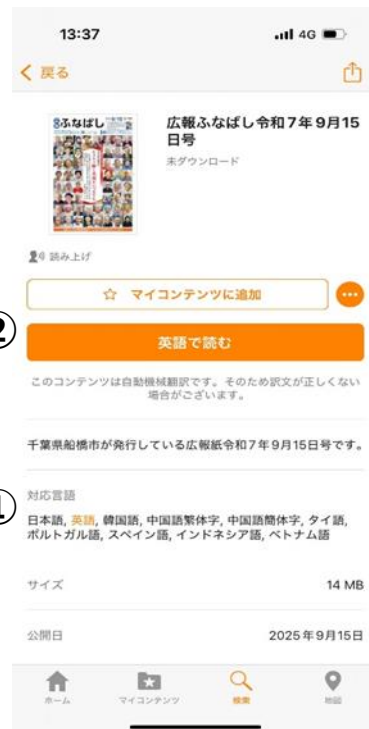 13:37
4G
戻る
ふなばし
広報ふなばし令和7年9月15
日号
未ダウンロード
読み上げ
☆ マイコンテンツに追加
②
英語で読む
このコンテンツは自動機械翻訳です。そのため訳文が正しくない
場合がございます。
千葉県船橋市が発行している広報紙令和7年9月15日号です。
対応言語
①
日本語, 英語, 韓国語, 中国語繁体字, 中国語簡体字, タイ語,
ポルトガル語, スペイン語, インドネシア語, ベトナム語
サイズ 14 MB
公開日 2025年9月15日
ホーム マイコンテンツ 検索 地図